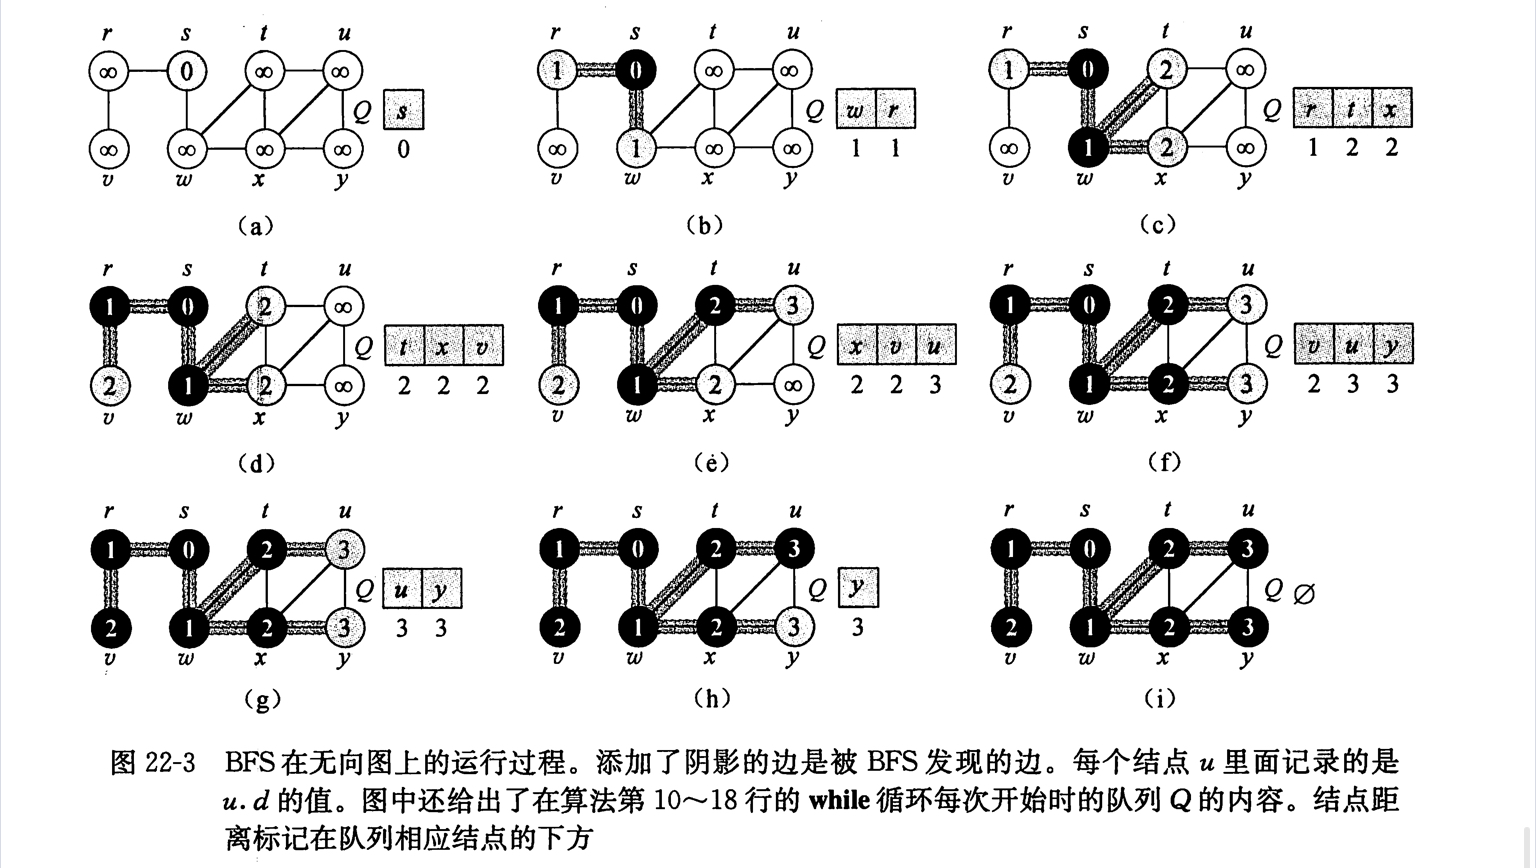 r s t u
∞ 0 ∞ ∞
Q s
0
∞ ∞ ∞ ∞
v w x y
(a)
r s t u
1 0 ∞ ∞
Q w r
1 1
∞ 1 ∞ ∞
v w x y
(b)
r s t u
1 0 2 ∞
Q r t x
1 2 2
∞ 1 2 ∞
v w x y
(c)
r s t u
1 0 2 ∞
Q t x v
2 2 2
2 1 2 ∞
v w x y
(d)
r s t u
1 0 2 3
Q x v u
2 2 3
2 1 2 ∞
v w x y
(e)
r s t u
1 0 2 3
Q v u y
2 3 3
2 1 2 3
v w x y
(f)
r s t u
1 0 2 3
Q u y
3 3
2 1 2 3
v w x y
(g)
r s t u
1 0 2 3
Q y
3
2 1 2 3
v w x y
(h)
r s t u
1 0 2 3
Q ∅
2 1 2 3
v w x y
(i)
图 22-3 BFS在无向图上的运行过程。添加了阴影的边是被 BFS 发现的边。每个结点 u 里面记录的是
u.d 的值。图中还给出了在算法第 10～18 行的 while 循环每次开始时的队列 Q 的内容。结点距
离标记在队列相应结点的下方